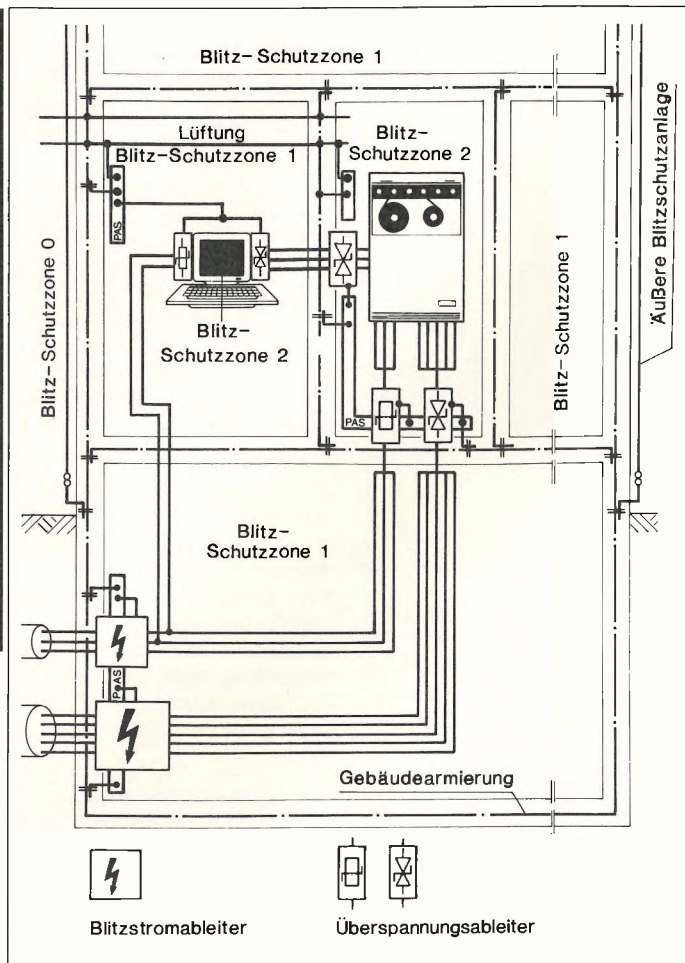 Blitz-Schutzzone 1
Lüftung
Blitz-Schutzzone 1
Blitz-
Schutzzone 2
PAS
Blitz-Schutzzone 0
Blitz-
Schutzzone 2
PAS
Blitz-Schutzzone 1
Äußere Blitzschutzanlage
Blitz-
Schutzzone 1
PAS
Gebäudearmierung
Blitzstromableiter
Überspannungsableiter